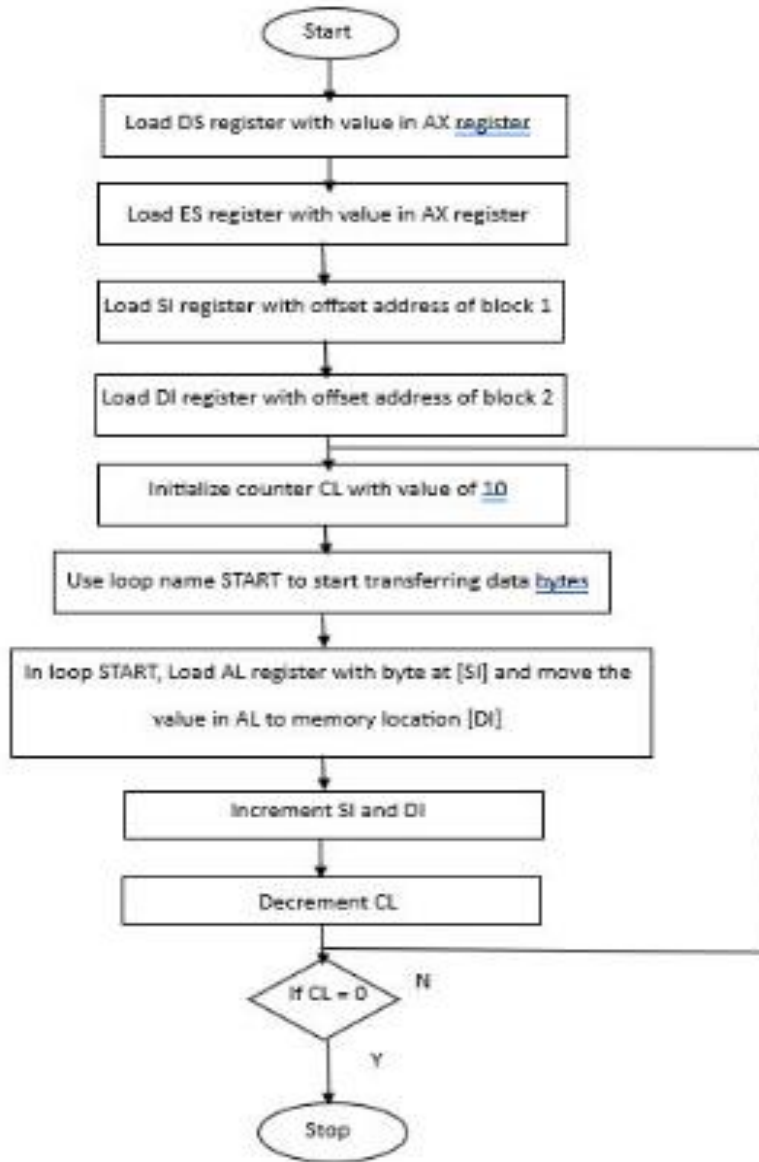 Start
Load DS register with value in AX register
Load ES register with value in AX register
Load SI register with offset address of block 1
Load DI register with offset address of block 2
Initialize counter CL with value of 10
Use loop name START to start transferring data bytes
In loop START, Load AL register with byte at [SI] and move the
value in AL to memory location [DI]
Increment SI and DI
Decrement CL
If CL = 0
N
Y
Stop